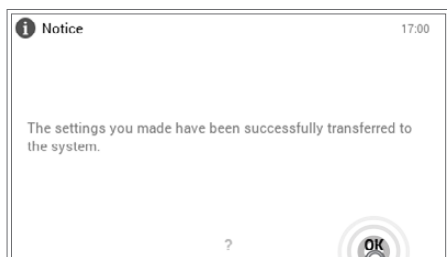 Notice 17:00
The settings you made have been successfully transferred to
the system.
? OK